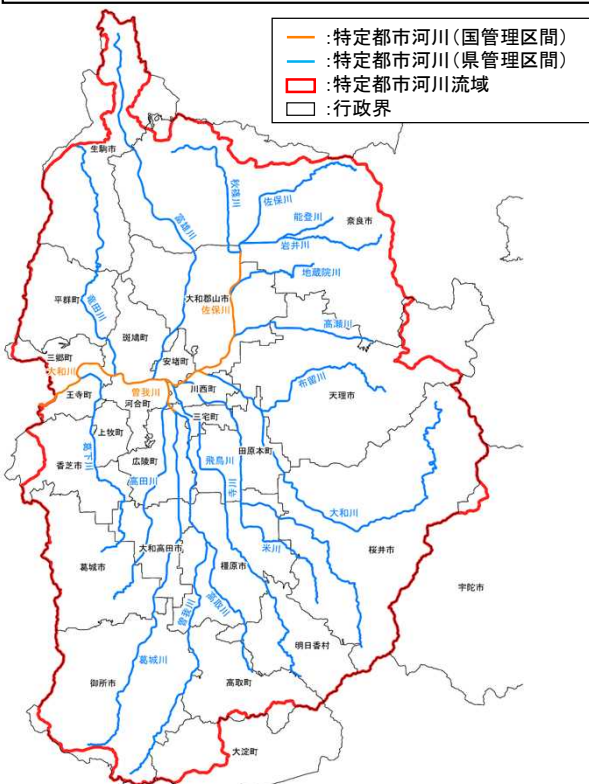 :特定都市河川(国管理区間)
:特定都市河川(県管理区間)
:特定都市河川流域
:行政界
生駒市
秋篠川
佐保川
能登川
奈良市
富雄川
岩井川
地蔵院川
平群町
竜田川
大和郡山市
佐保川
斑鳩町
高瀬川
三郷町
安堵町
大和川
布留川
王寺町
曽我川
川西町
天理市
河合町
三宅町
上牧町
葛下川
田原本町
香芝市
広陵町
飛鳥川
寺川
高田川
大和川
大和高田市
米川
桜井市
葛城市
橿原市
宇陀市
曽我川
高取川
明日香村
葛城川
御所市
高取町
大淀町